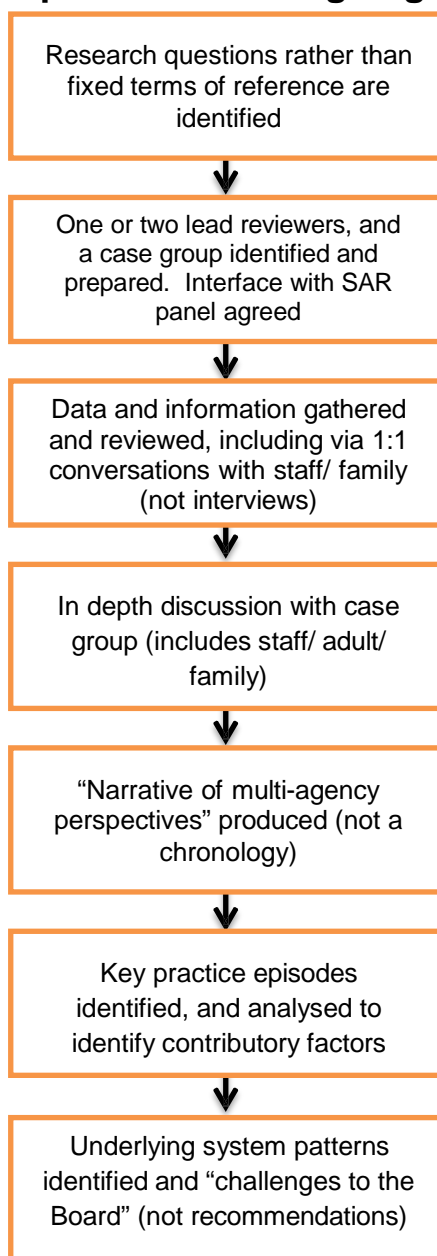 Research questions rather than
fixed terms of reference are
identified
One or two lead reviewers, and
a case group identified and
prepared. Interface with SAR
panel agreed
Data and information gathered
and reviewed, including via 1:1
conversations with staff/ family
(not interviews)
In depth discussion with case
group (includes staff/ adult/
family)
“Narrative of multi-agency
perspectives” produced (not a
chronology)
Key practice episodes
identified, and analysed to
identify contributory factors
Underlying system patterns
identified and “challenges to the
Board” (not recommendations)